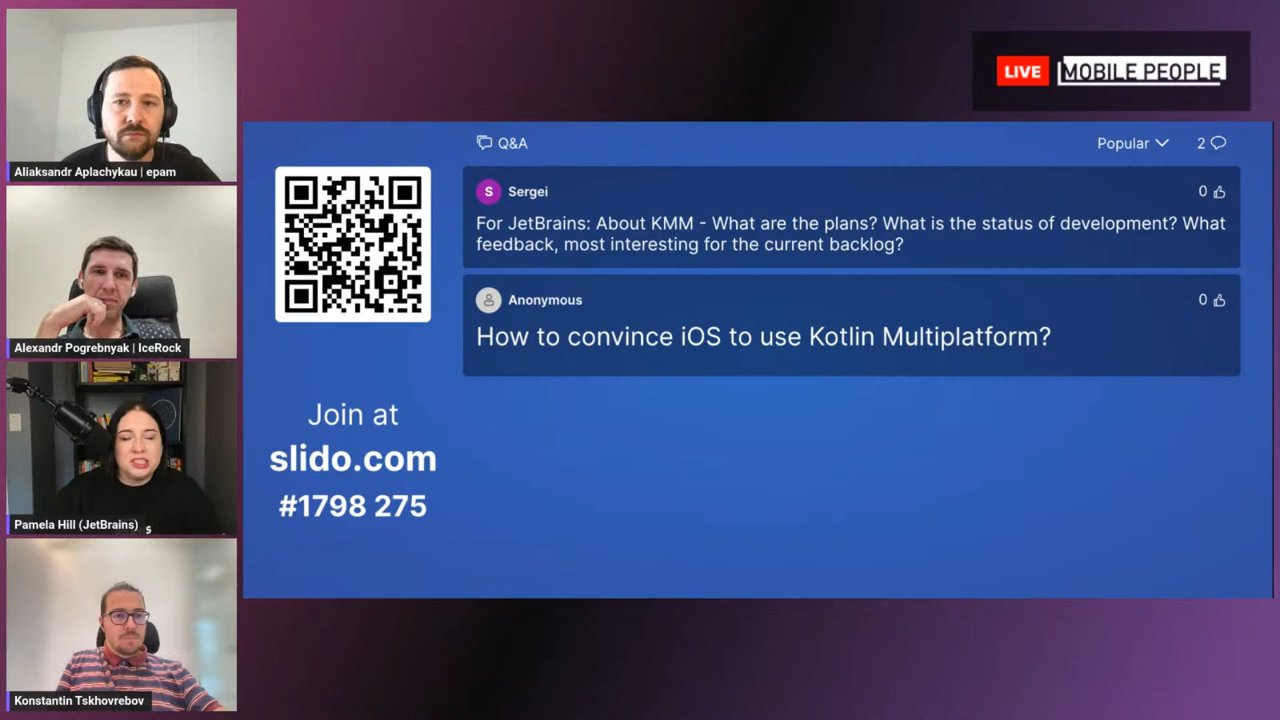 Aliaksandr Aplachykau | epam
Alexandr Pogrebnyak | IceRock
Pamela Hill (JetBrains)
Konstantin Tskhovrebov
LIVE
MOBILE PEOPLE
Q&A
Popular
2
S
Sergei
0
For JetBrains: About KMM - What are the plans? What is the status of development? What
feedback, most interesting for the current backlog?
Anonymous
0
How to convince iOS to use Kotlin Multiplatform?
Join at
slido.com
#1798 275